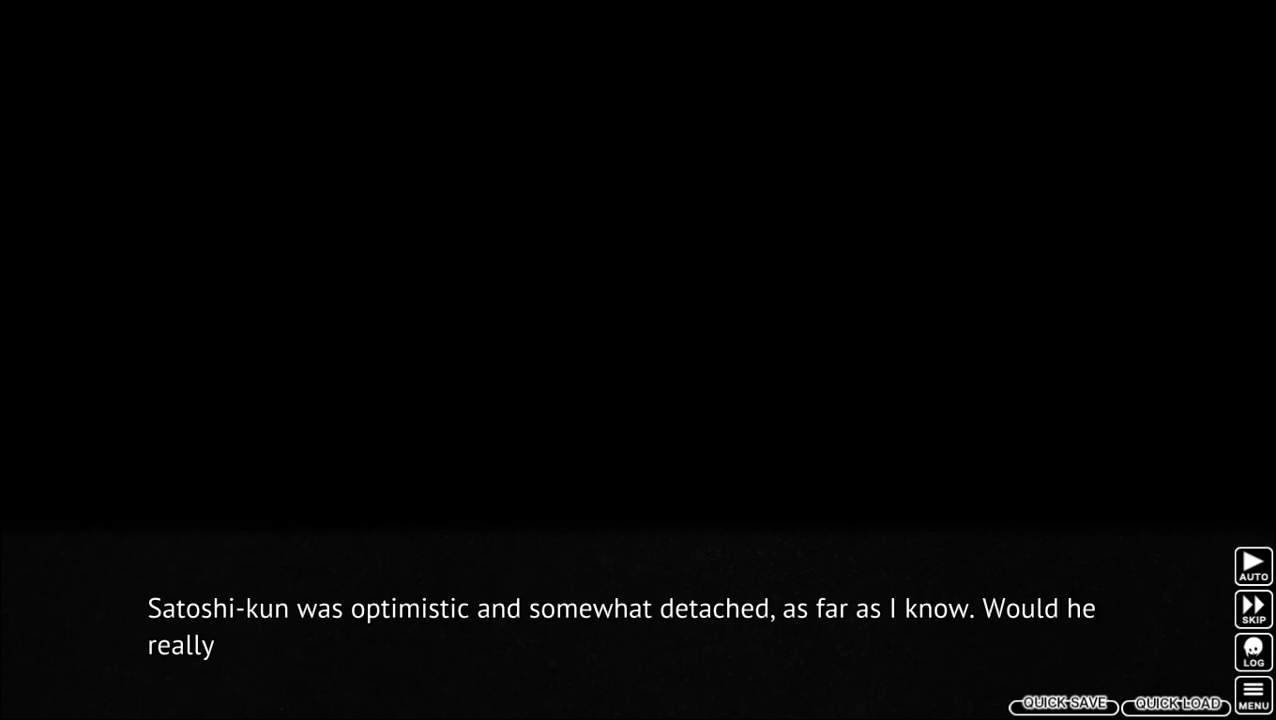 Satoshi-kun was optimistic and somewhat detached, as far as I know. Would he
really
AUTO
SKIP
LOG
MENU
QUICK SAVE QUICK LOAD